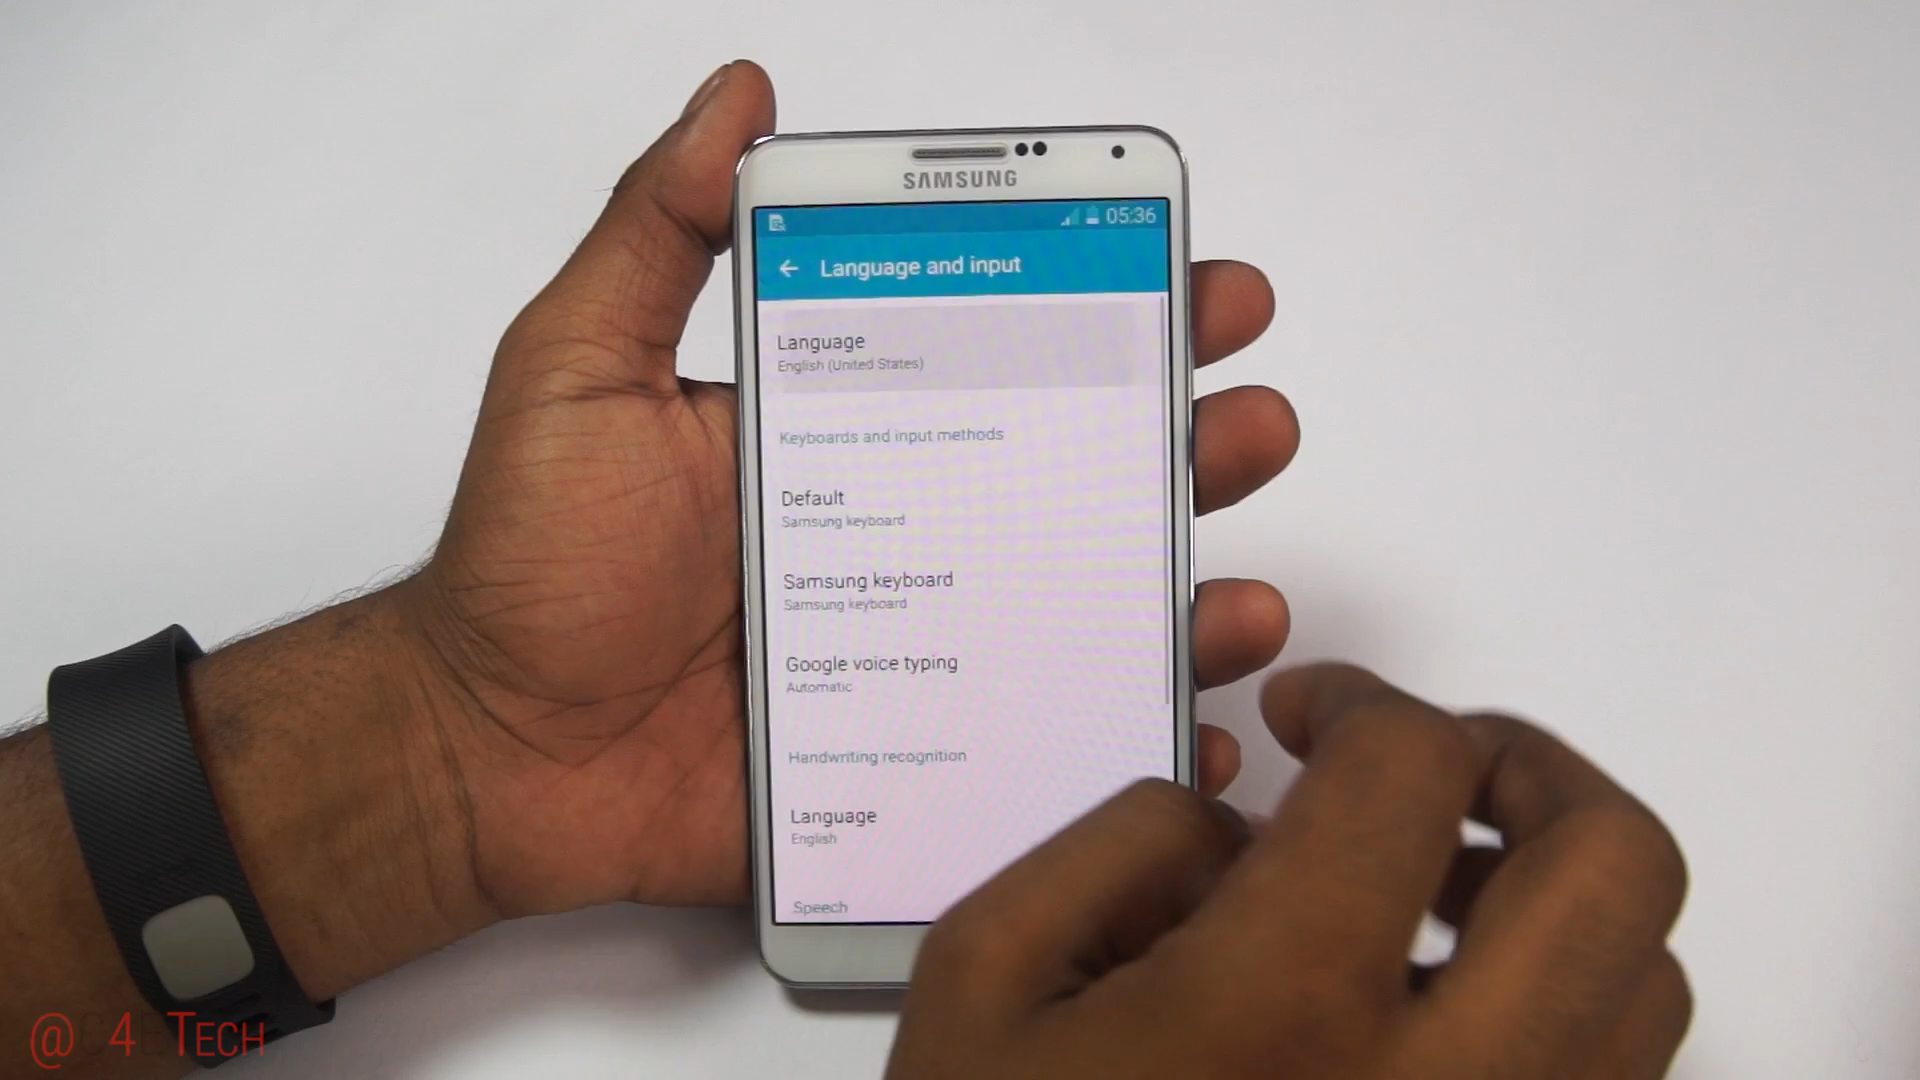 SAMSUNG
05:36
Language and input
Language
English (United States)
Keyboards and input methods
Default
Samsung keyboard
Samsung keyboard
Samsung keyboard
Google voice typing
Automatic
Handwriting recognition
Language
English
Speech
@C4ETech